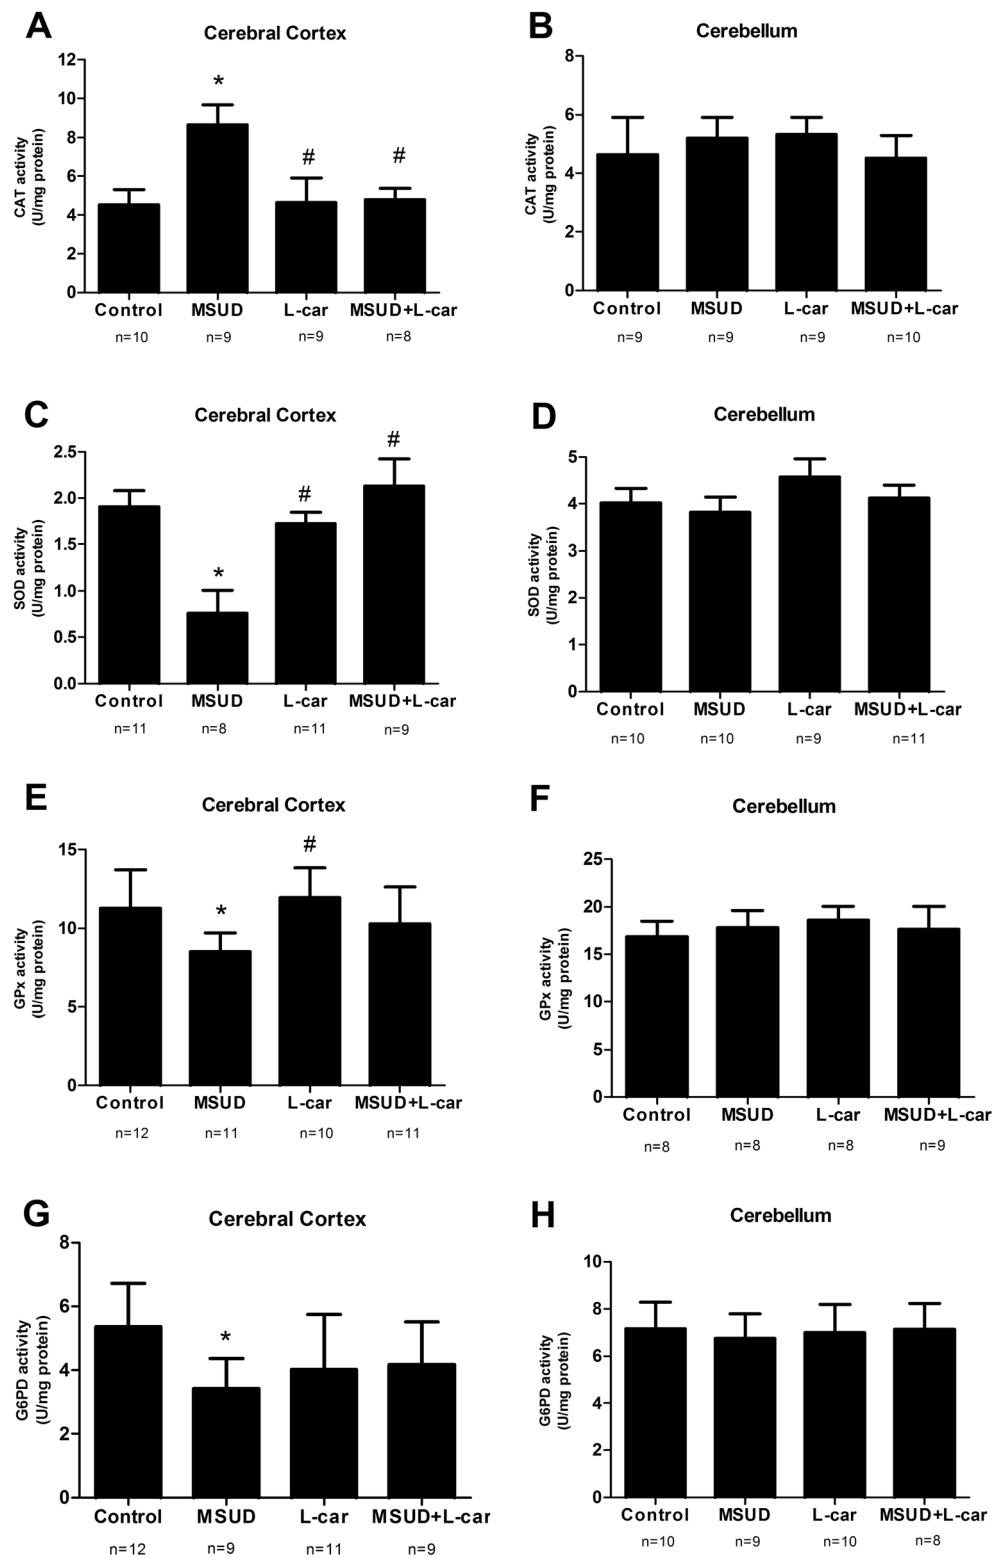 A
Cerebral Cortex
CAT activity
(U/mg protein)
12
10
8
6
4
2
0
*
#
#
Control MSUD L-car MSUD+L-car
n=10 n=9 n=9 n=8
B
Cerebellum
CAT activity
(U/mg protein)
8
6
4
2
0
Control MSUD L-car MSUD+L-car
n=9 n=9 n=9 n=10
C
Cerebral Cortex
SOD activity
(U/mg protein)
2.5
2.0
1.5
1.0
0.5
0.0
*
#
#
Control MSUD L-car MSUD+L-car
n=11 n=8 n=11 n=9
D
Cerebellum
SOD activity
(U/mg protein)
5
4
3
2
1
0
Control MSUD L-car MSUD+L-car
n=10 n=10 n=9 n=11
E
Cerebral Cortex
GPx activity
(U/mg protein)
15
10
5
0
*
#
Control MSUD L-car MSUD+L-car
n=12 n=11 n=10 n=11
F
Cerebellum
GPx activity
(U/mg protein)
25
20
15
10
5
0
Control MSUD L-car MSUD+L-car
n=8 n=8 n=8 n=9
G
Cerebral Cortex
G6PD activity
(U/mg protein)
8
6
4
2
0
*
Control MSUD L-car MSUD+L-car
n=12 n=9 n=11 n=9
H
Cerebellum
G6PD activity
(U/mg protein)
10
8
6
4
2
0
Control MSUD L-car MSUD+L-car
n=10 n=9 n=10 n=8